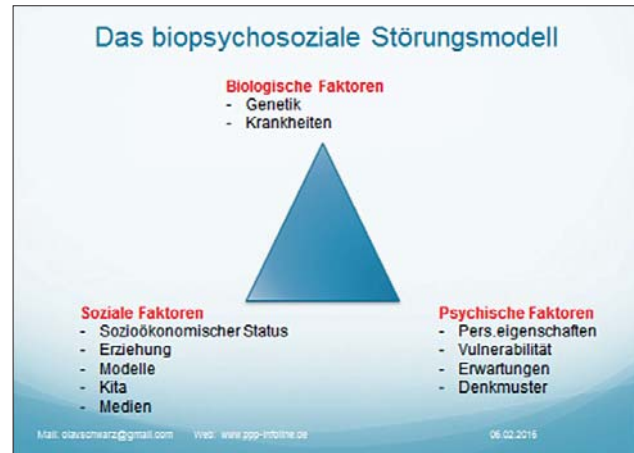 Das biopsychosoziale Störungsmodell
Biologische Faktoren
- Genetik
- Krankheiten
Soziale Faktoren
- Sozioökonomischer Status
- Erziehung
- Modelle
- Kita
- Medien
Psychische Faktoren
- Pers.eigenschaften
- Vulnerabilität
- Erwartungen
- Denkmuster
Mail: olavschwarz@gmail.com Web: www.ppp-infoline.de 06.02.2015